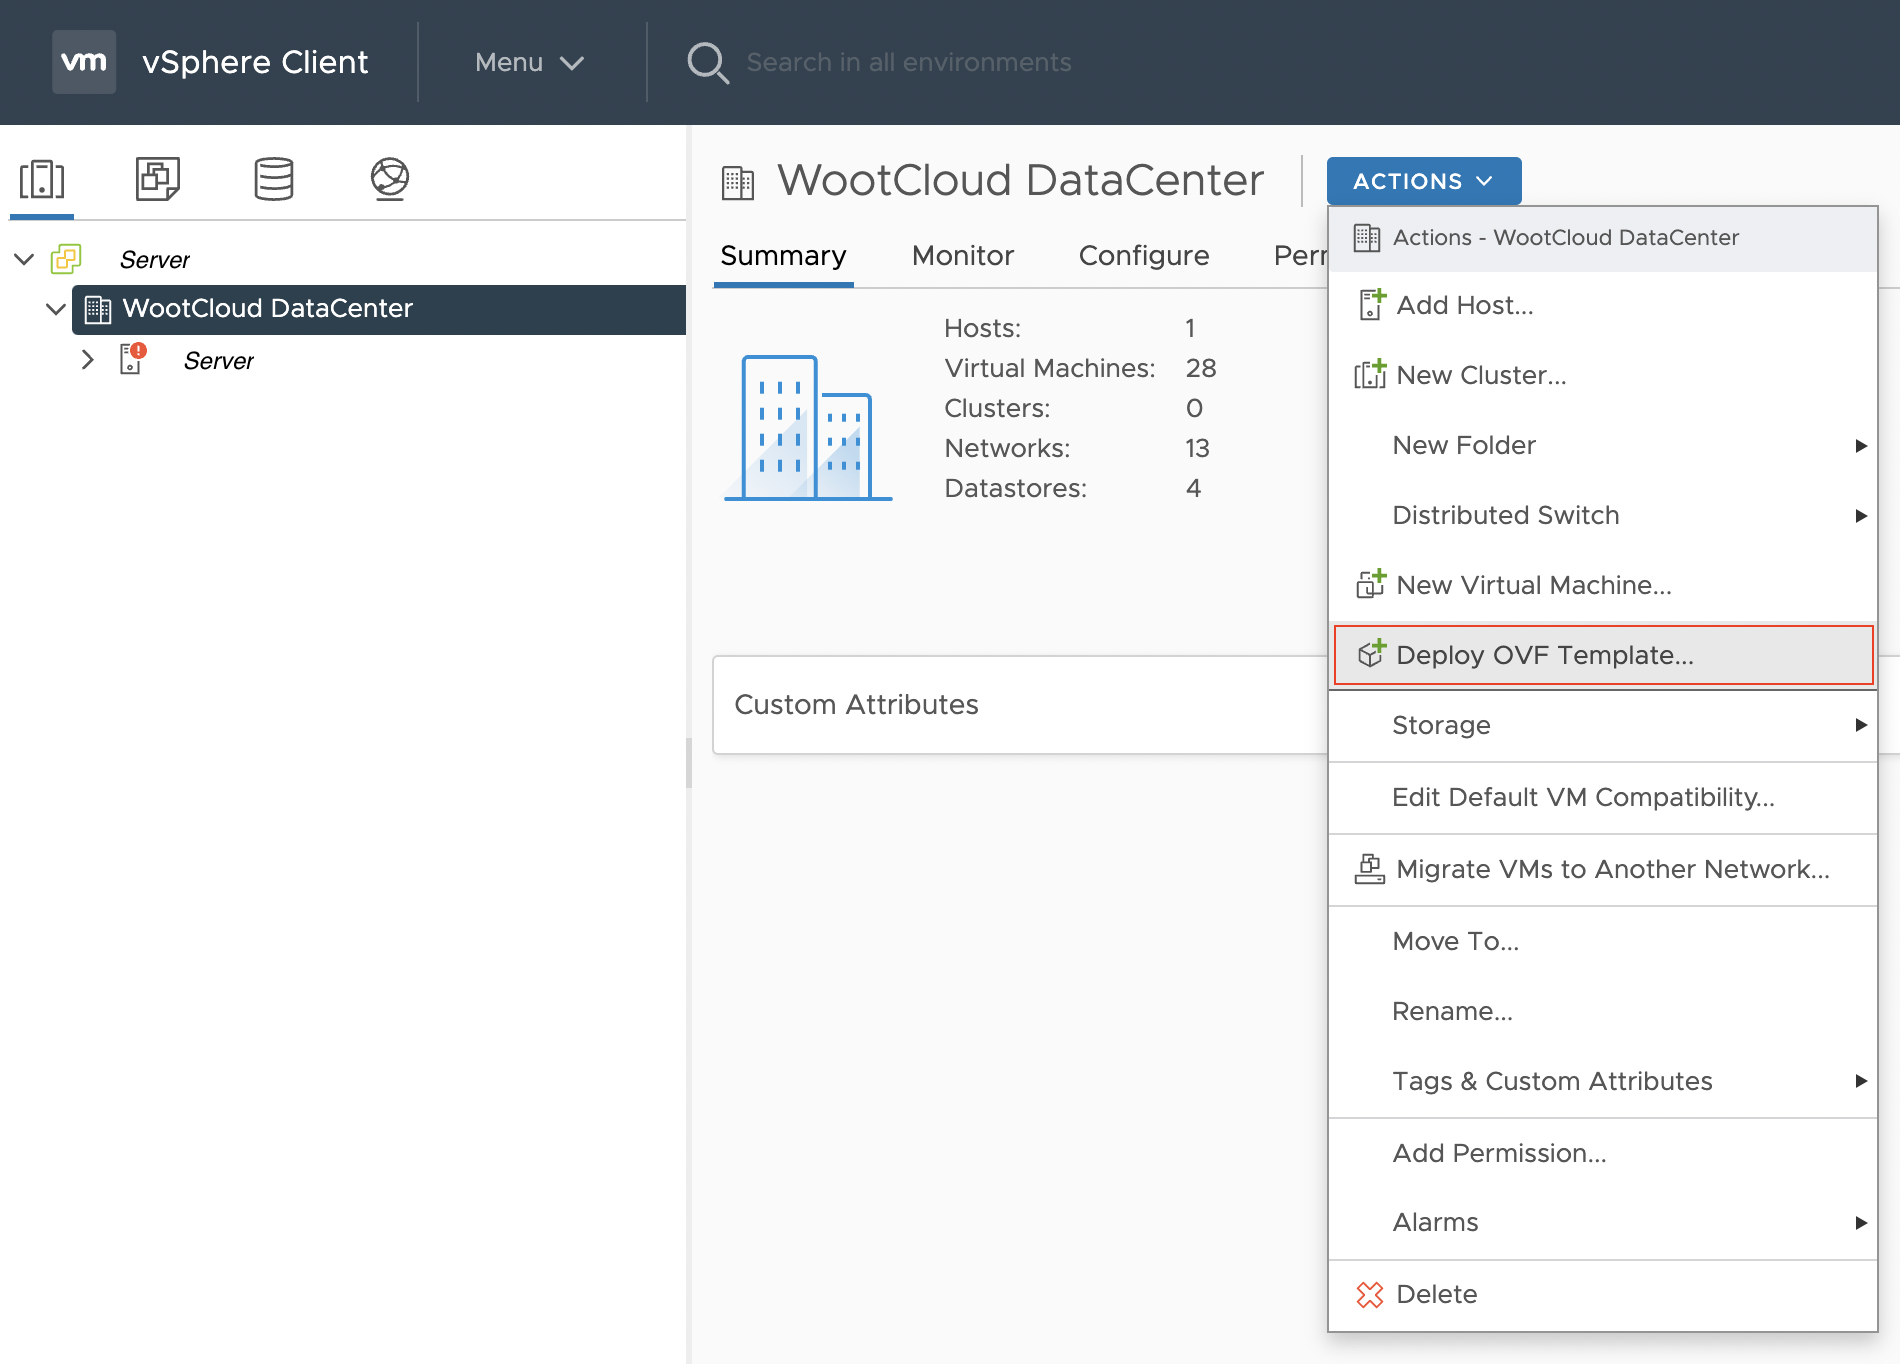 vm vSphere Client Menu Search in all environments
Server
WootCloud DataCenter
Server
WootCloud DataCenter ACTIONS
Summary Monitor Configure
Hosts: 1
Virtual Machines: 28
Clusters: 0
Networks: 13
Datastores: 4
Custom Attributes
Actions - WootCloud DataCenter
Add Host...
New Cluster...
New Folder
Distributed Switch
New Virtual Machine...
Deploy OVF Template...
Storage
Edit Default VM Compatibility...
Migrate VMs to Another Network...
Move To...
Rename...
Tags & Custom Attributes
Add Permission...
Alarms
Delete